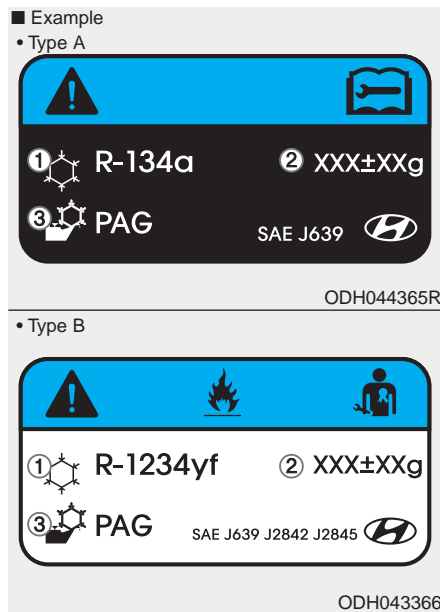 ■ Example
• Type A
① R-134a ② XXX±XXg
③ PAG SAE J639
ODH044365R
• Type B
① R-1234yf ② XXX±XXg
③ PAG SAE J639 J2842 J2845
ODH043366